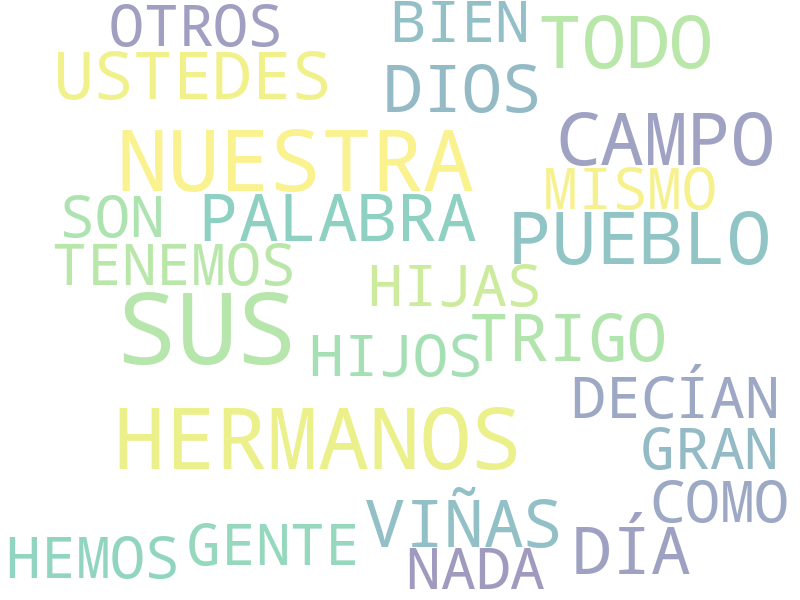 OTROS
BIEN
TODO
USTEDES
DIOS
CAMPO
NUESTRA
MISMO
SON
PALABRA
PUEBLO
TENEMOS
HIJAS
SUS
TRIGO
HIJOS
DECÍAN
HERMANOS
GRAN
COMO
VIÑAS
GENTE
DÍA
HEMOS
NADA